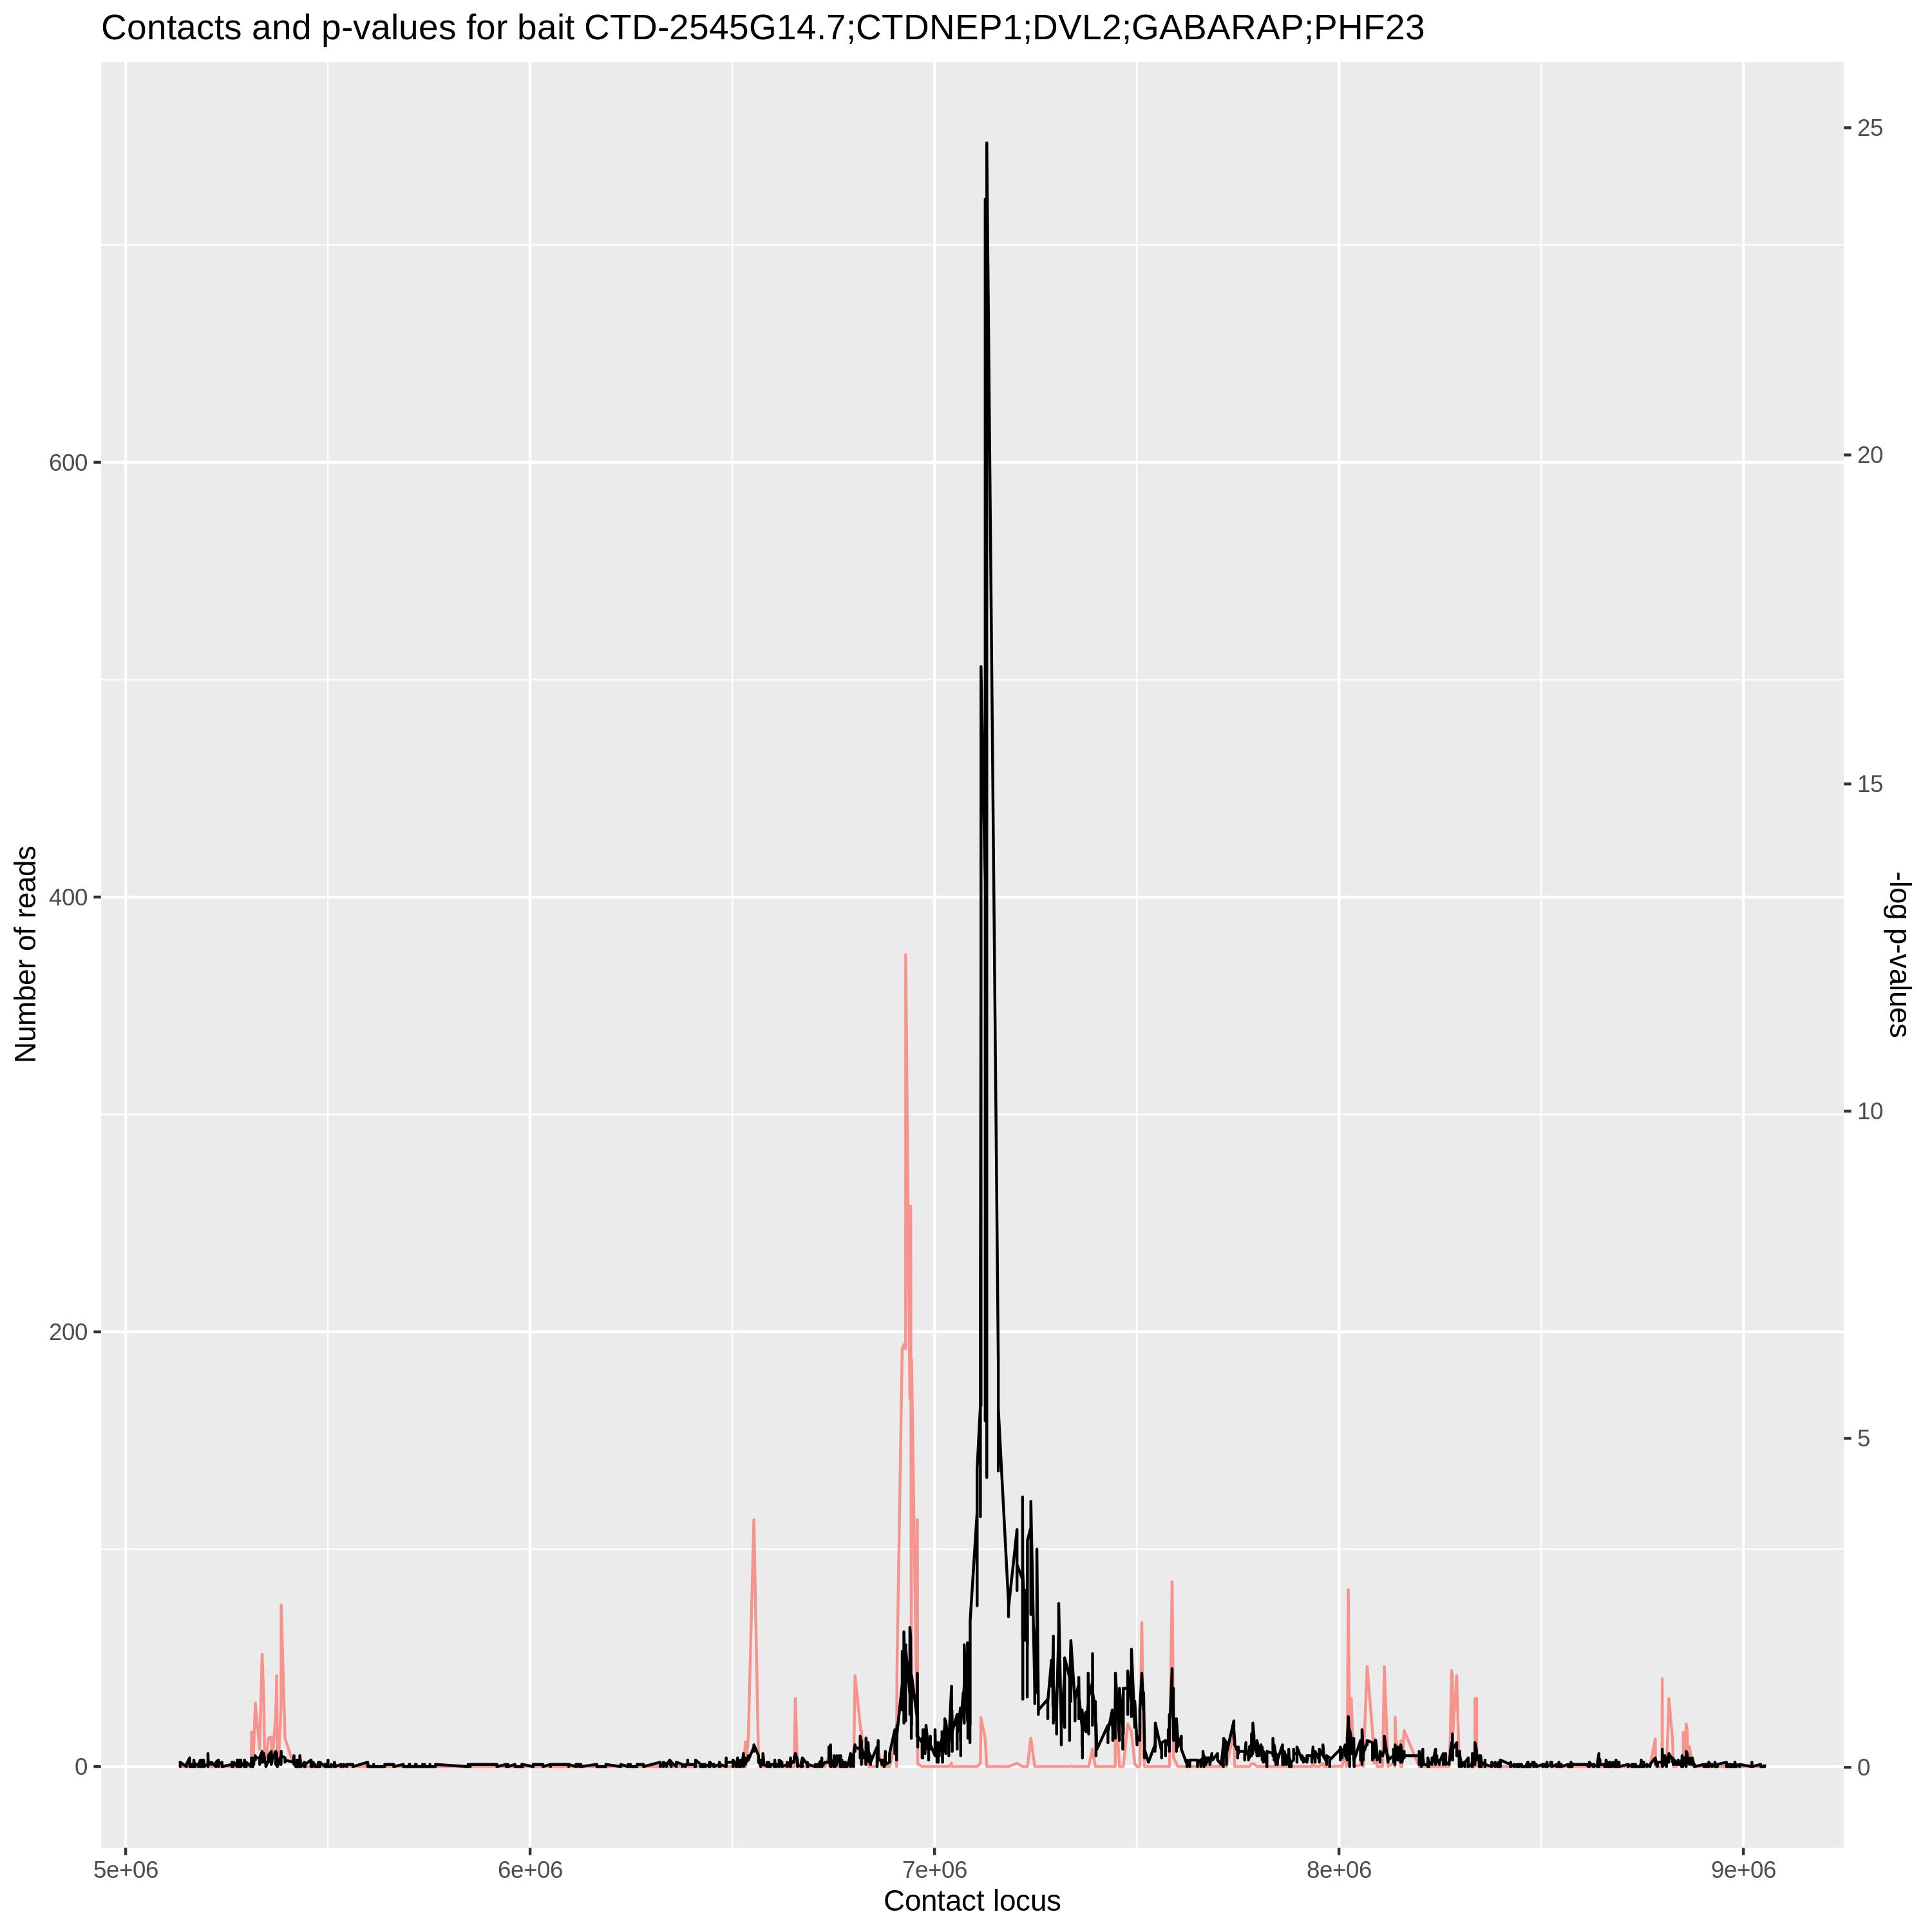 Contacts and p-values for bait CTD-2545G14.7;CTDNEP1;DVL2;GABARAP;PHF23
25
20
15
10
5
0
-log p-values
600
400
200
0
Number of reads
5e+06 6e+06 7e+06 8e+06 9e+06
Contact locus